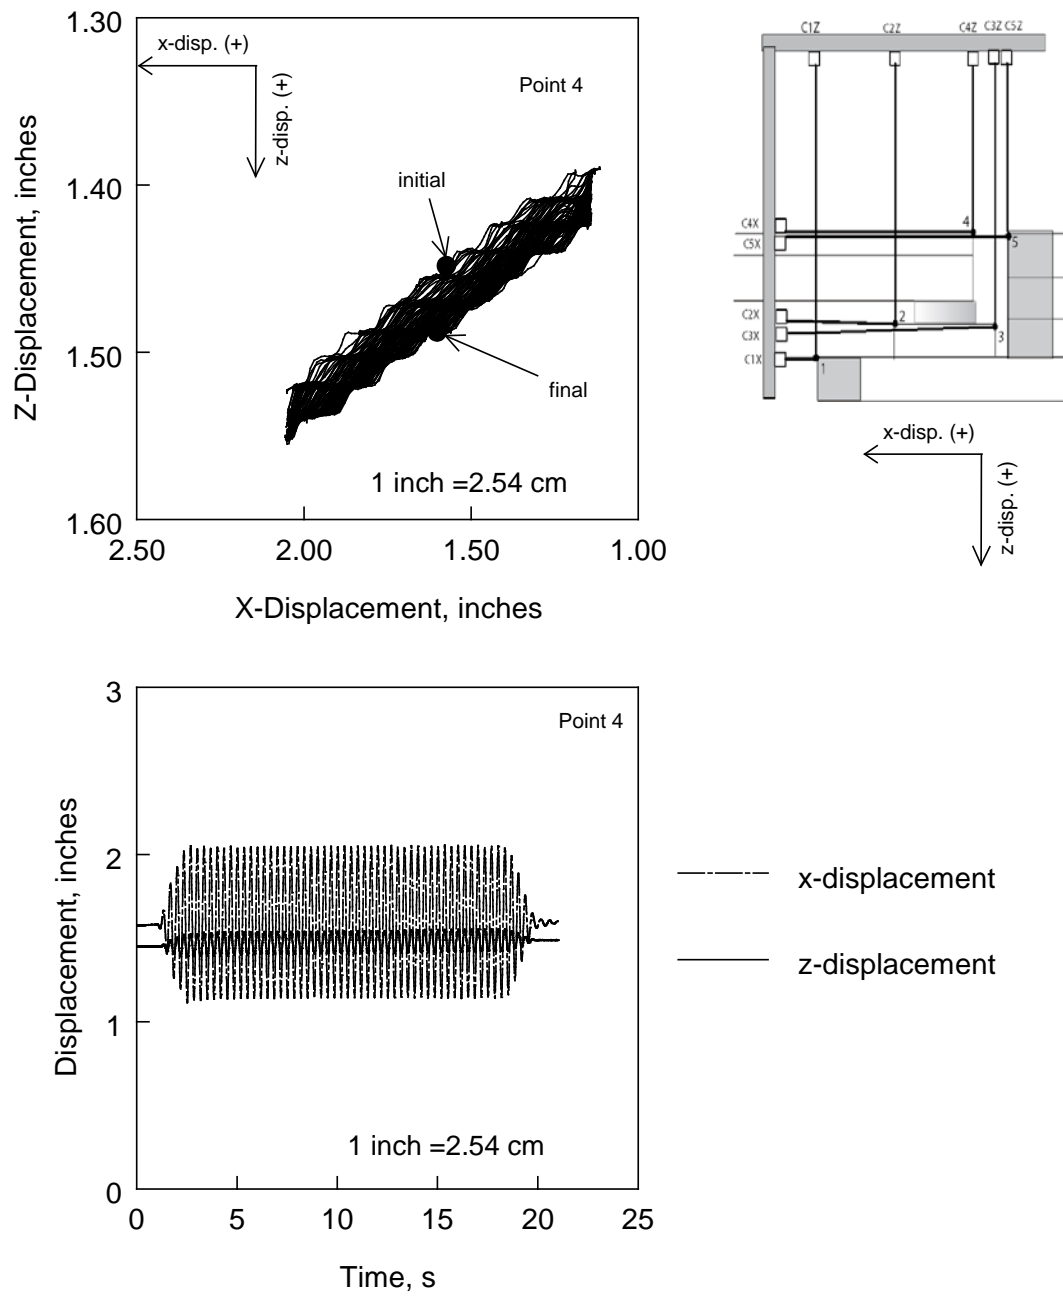 1.30
x-disp. (+)
z-disp. (+)
Point 4
1.40
initial
1.50
final
1 inch =2.54 cm
1.60
2.50
2.00
1.50
1.00
Z-Displacement, inches
X-Displacement, inches
C1Z
C2Z
C4Z
C3Z
C5Z
C4X
C5X
C2X
C3X
C1X
4
5
2
3
1
x-disp. (+)
z-disp. (+)
3
Point 4
2
1
1 inch =2.54 cm
0
0
5
10
15
20
25
Displacement, inches
Time, s
x-displacement
z-displacement